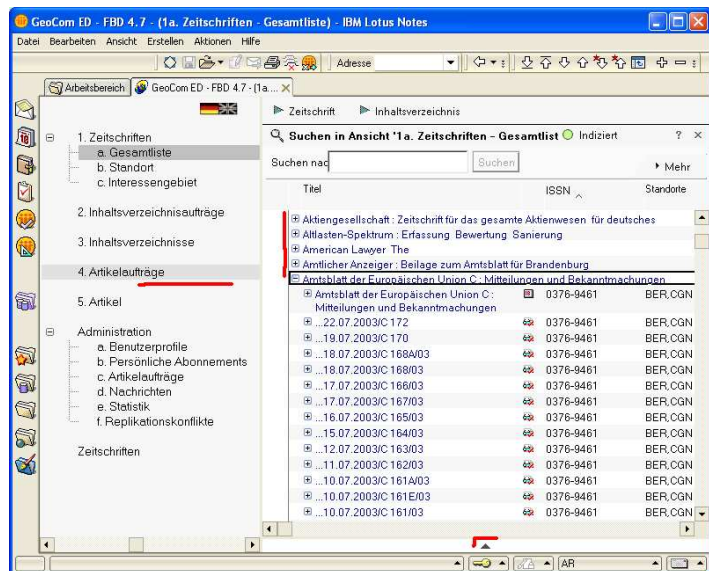 GeoCom ED - FBD 4.7 - (1a. Zeitschriften - Gesamtliste) - IBM Lotus Notes
Datei Bearbeiten Ansicht Erstellen Aktionen Hilfe
Adresse
Arbeitsbereich GeoCom ED - FBD 4.7 - (1a....
Zeitschrift Inhaltsverzeichnis
Suchen in Ansicht '1a. Zeitschriften - Gesamtlist Indiziert ? ×
Suchen nac Suchen Mehr
Titel ISSN Standorte
1. Zeitschriften
a. Gesamtliste
b. Standort
c. Interessengebiet
2. Inhaltsverzeichnisaufträge
3. Inhaltsverzeichnisse
4. Artikelaufträge
5. Artikel
Administration
a. Benutzerprofile
b. Persönliche Abonnements
c. Artikelaufträge
d. Nachrichten
e. Statistik
f. Replikationskonflikte
Zeitschriften
Aktiengesellschaft : Zeitschrift für das gesamte Aktienwesen für deutsches
Altlasten-Spektrum : Erfassung Bewertung Sanierung
American Lawyer The
Amtlicher Anzeiger : Beilage zum Amtsblatt für Brandenburg
Amtsblatt der Europäischen Union C : Mitteilungen und Bekanntmachungen
Amtsblatt der Europäischen Union C : 0376-9461 BER,CGN
Mitteilungen und Bekanntmachungen
...22.07.2003/C 172 0376-9461 BER,CGN
...19.07.2003/C 170 0376-9461 BER,CGN
...18.07.2003/C 168A/03 0376-9461 BER,CGN
...18.07.2003/C 168/03 0376-9461 BER,CGN
...17.07.2003/C 166/03 0376-9461 BER,CGN
...17.07.2003/C 167/03 0376-9461 BER,CGN
...16.07.2003/C 165/03 0376-9461 BER,CGN
...15.07.2003/C 164/03 0376-9461 BER,CGN
...12.07.2003/C 163/03 0376-9461 BER,CGN
...11.07.2003/C 162/03 0376-9461 BER,CGN
...10.07.2003/C 161A/03 0376-9461 BER,CGN
...10.07.2003/C 161E/03 0376-9461 BER,CGN
...10.07.2003/C 161/03 0376-9461 BER,CGN
AR